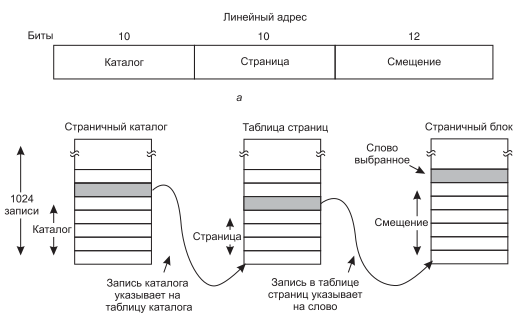 Линейный адрес
Биты 10 10 12
Каталог Страница Смещение
а
Страничный каталог Таблица страниц Страничный блок
Слово
выбранное
1024
записи
Каталог
Страница
Смещение
Запись каталога
указывает на
таблицу каталога
Запись в таблице
страниц указывает
на слово